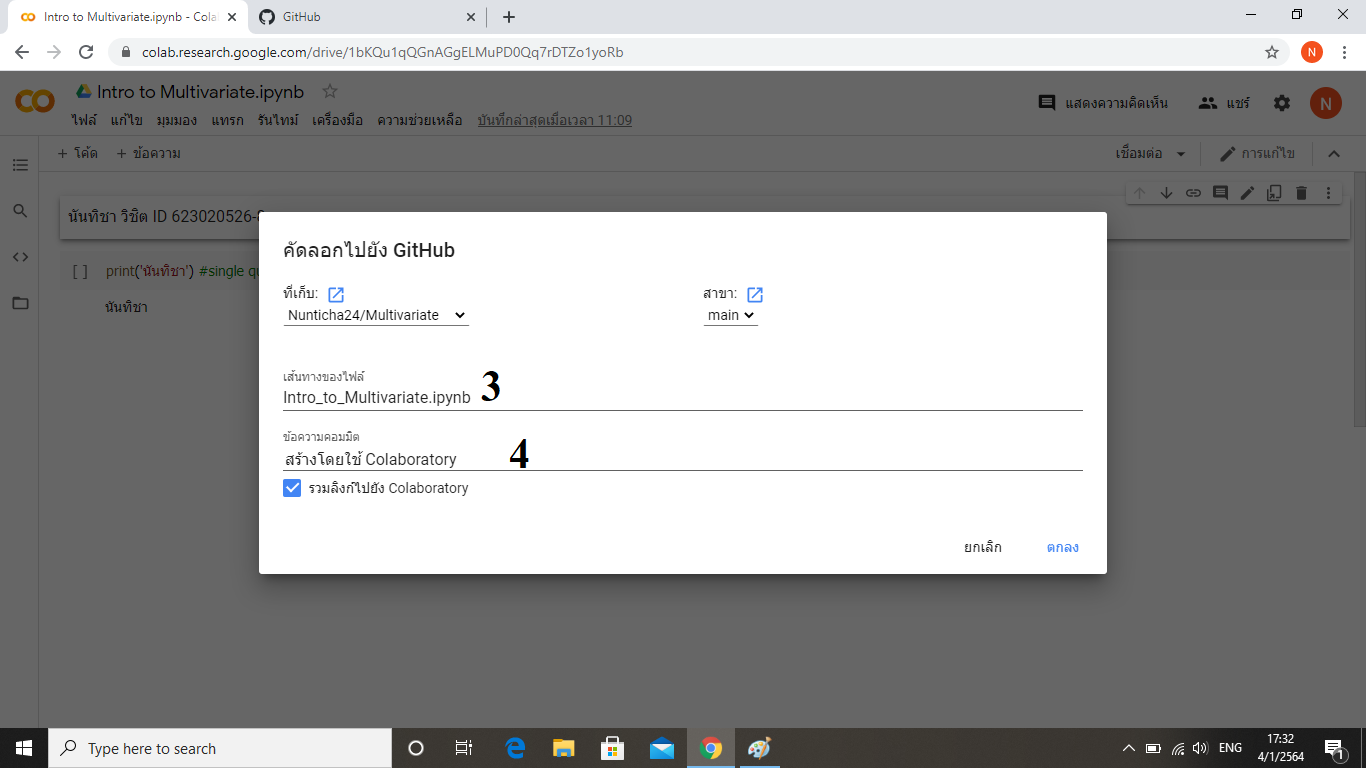 Intro to Multivariate.ipynb - Cola
GitHub
colab.research.google.com/drive/1bKQu1qQGnAGgELMuPD0Qq7rDTZo1yoRb
N
Intro to Multivariate.ipynb
แสดงความคิดเห็น
แชร์
N
ไฟล์ แก้ไข มุมมอง แทรก รันไทม์ เครื่องมือ ความช่วยเหลือ บันทึกล่าสุดเมื่อเวลา 11:09
+ โค้ด + ข้อความ
เชื่อมต่อ
การแก้ไข
นันทิชา วิชิต ID 623020526-
[ ] print('นันทิชา') #single qu
นันทิชา
คัดลอกไปยัง GitHub
ที่เก็บ:
สาขา:
Nunticha24/Multivariate
main
เส้นทางของไฟล์
Intro_to_Multivariate.ipynb 3
ข้อความคอมมิต
สร้างโดยใช้ Colaboratory 4
รวมลิงก์ไปยัง Colaboratory
ยกเลิก ตกลง
Type here to search
ENG
17:32
4/1/2564
1